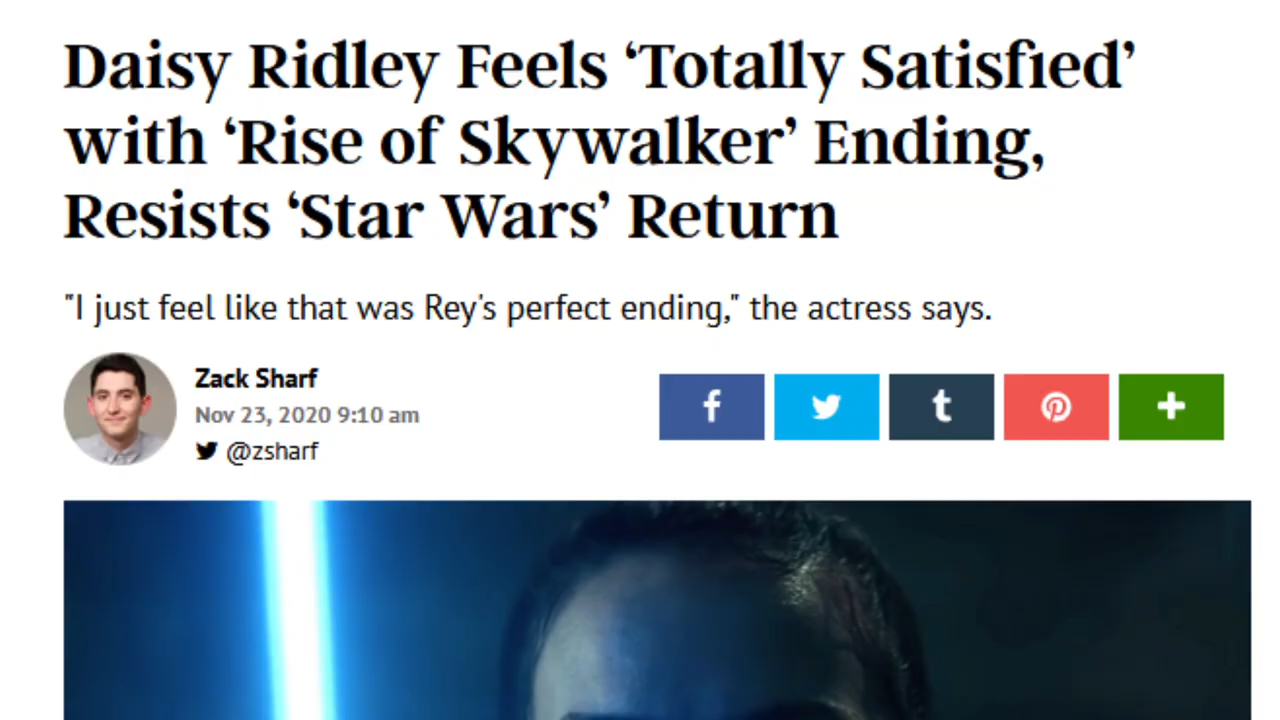 Daisy Ridley Feels ‘Totally Satisfied’
with ‘Rise of Skywalker’ Ending,
Resists ‘Star Wars’ Return
"I just feel like that was Rey's perfect ending," the actress says.
Zack Sharf
Nov 23, 2020 9:10 am
@zsharf